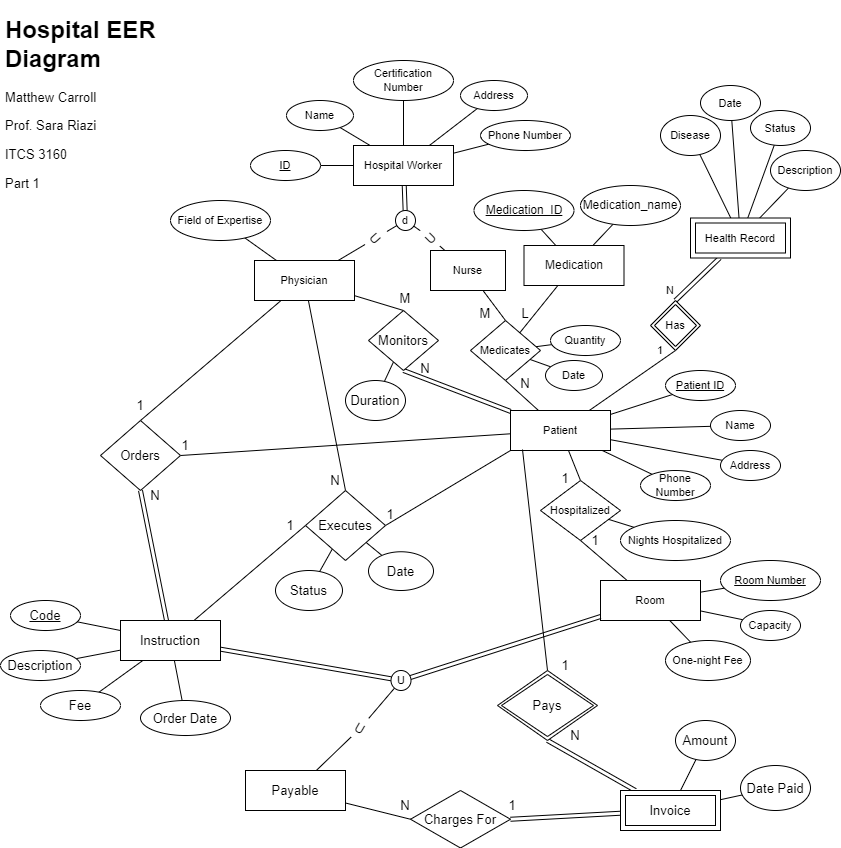 Hospital EER
Diagram
Matthew Carroll
Prof. Sara Riazi
ITCS 3160
Part 1
Certification
Number
Name
Address
Phone Number
ID
Hospital Worker
d
Date
Disease
Status
Description
Health Record
Field of Expertise
Medication_ID
Medication_name
Physician
Nurse
Medication
U
U
M
M
L
N
Monitors
Medicates
Quantity
Date
N
N
Duration
Has
1
Patient ID
Name
Address
Phone
Number
Patient
1
Orders
1
N
N
Executes
1
1
Status
Date
1
Hospitalized
1
Nights Hospitalized
Room
Room Number
Capacity
One-night Fee
Code
Description
Fee
Order Date
Instruction
U
U
1
Pays
N
Amount
Date Paid
Payable
N
Charges For
1
Invoice